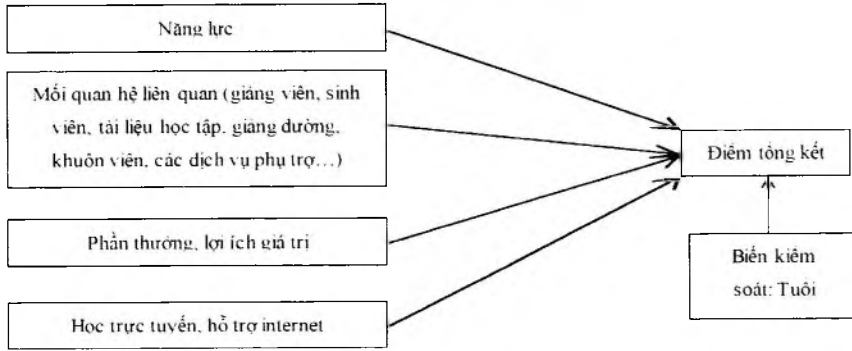 Năng lực
Mối quan hệ liên quan (giảng viên, sinh
viên, tài liệu học tập, giảng đường,
khuôn viên, các dịch vụ phụ trợ...)
Điểm tổng kết
Phần thưởng, lợi ích giá trị
Biến kiểm
soát: Tuổi
Học trực tuyến, hỗ trợ internet